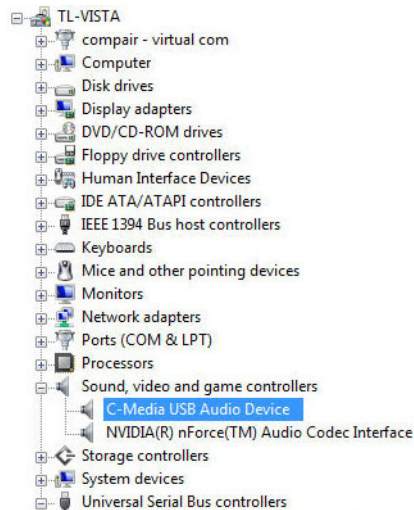 TL-VISTA
compair - virtual com
Computer
Disk drives
Display adapters
DVD/CD-ROM drives
Floppy drive controllers
Human Interface Devices
IDE ATA/ATAPI controllers
IEEE 1394 Bus host controllers
Keyboards
Mice and other pointing devices
Monitors
Network adapters
Ports (COM & LPT)
Processors
Sound, video and game controllers
C-Media USB Audio Device
NVIDIA(R) nForce(TM) Audio Codec Interface
Storage controllers
System devices
Universal Serial Bus controllers